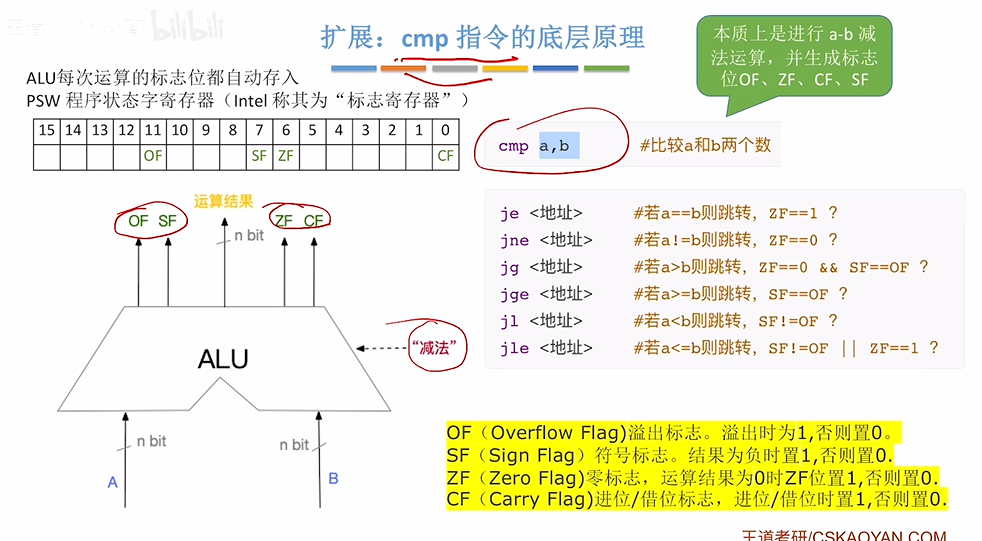 bilibili
扩展：cmp 指令的底层原理
本质上是进行 a-b 减
法运算，并生成标志
位OF、ZF、CF、SF
ALU每次运算的标志位都自动存入
PSW 程序状态字寄存器（Intel 称其为“标志寄存器”）
15 14 13 12 11 10 9 8 7 6 5 4 3 2 1 0
OF SF ZF CF
cmp a,b #比较a和b两个数
运算结果
OF SF ZF CF
n bit
ALU
“减法”
n bit n bit
A B
je <地址> #若a==b则跳转，ZF==1 ？
jne <地址> #若a!=b则跳转，ZF==0 ？
jg <地址> #若a>b则跳转，ZF==0 && SF==OF ？
jge <地址> #若a>=b则跳转，SF==OF ？
jl <地址> #若a<b则跳转，SF!=OF ？
jle <地址> #若a<=b则跳转，SF!=OF || ZF==1 ？
OF（Overflow Flag)溢出标志。溢出时为1,否则置0。
SF（Sign Flag）符号标志。结果为负时置1,否则置0.
ZF（Zero Flag)零标志，运算结果为0时ZF位置1,否则置0.
CF（Carry Flag)进位/借位标志，进位/借位时置1,否则置0.
王道考研/CSKAOYAN.COM